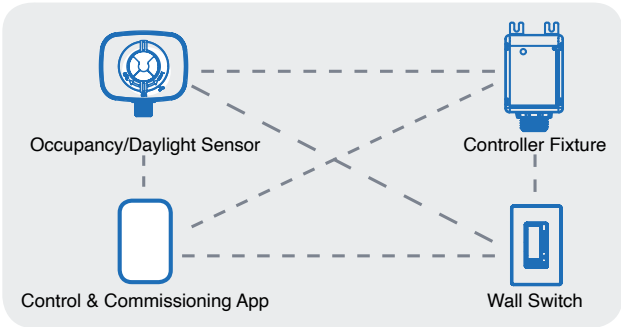 Occupancy/Daylight Sensor
Controller Fixture
Control & Commissioning App
Wall Switch